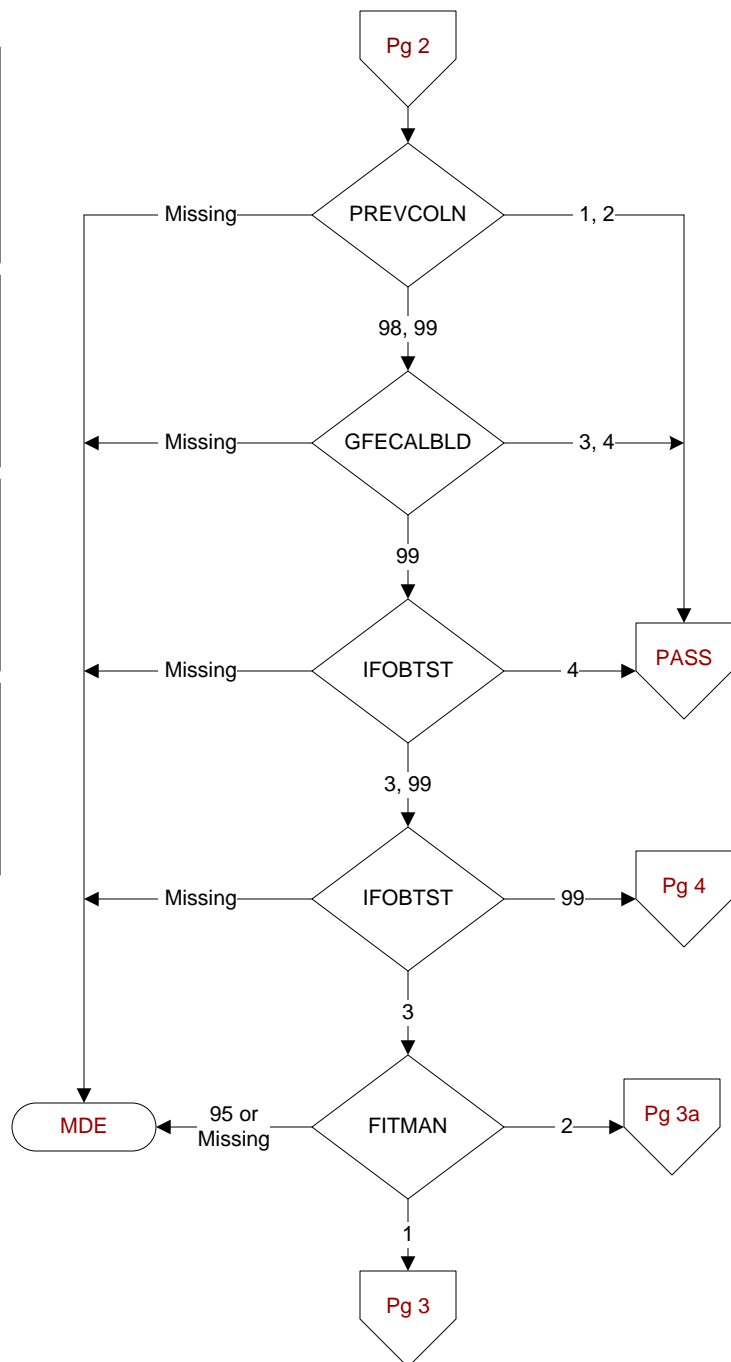 Pg 2
Missing
PREVCOLN
1, 2
98, 99
Missing
GFECALBLD
3, 4
99
Missing
IFOBTST
4
PASS
3, 99
Missing
IFOBTST
99
Pg 4
3
MDE
95 or
Missing
FITMAN
2
Pg 3a
1
Pg 3